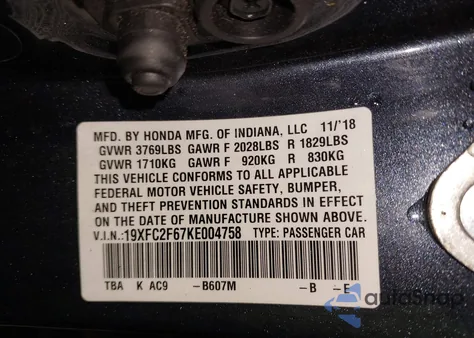 MFD. BY HONDA MFG. OF INDIANA, LLC 11/'18
GVWR 3769LBS GAWR F 2028LBS R 1829LBS
GVWR 1710KG GAWR F 920KG R 830KG
THIS VEHICLE CONFORMS TO ALL APPLICABLE
FEDERAL MOTOR VEHICLE SAFETY, BUMPER,
AND THEFT PREVENTION STANDARDS IN EFFECT
ON THE DATE OF MANUFACTURE SHOWN ABOVE.
V.I.N.:19XFC2F67KE004758 TYPE: PASSENGER CAR
TBA K AC9 -B607M -B -E
autoSnap